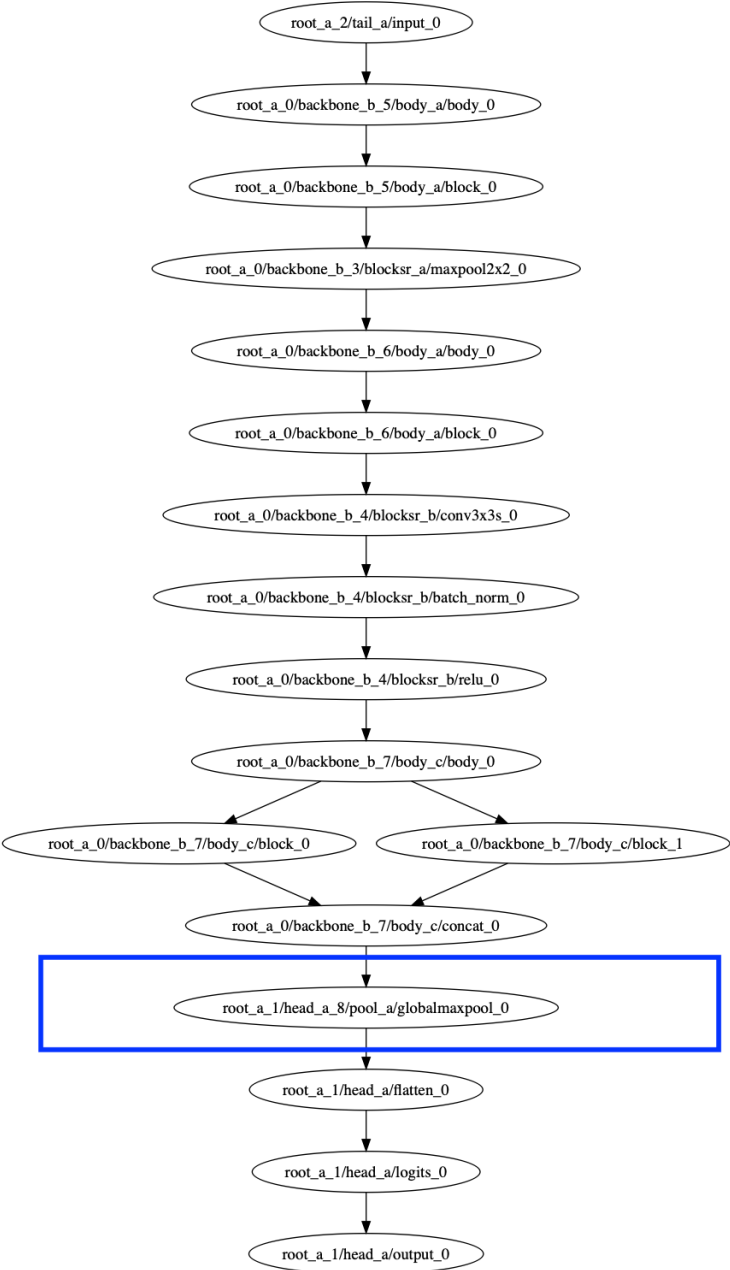 root_a_2/tail_a/input_0
root_a_0/backbone_b_5/body_a/body_0
root_a_0/backbone_b_5/body_a/block_0
root_a_0/backbone_b_3/blocksr_a/maxpool2x2_0
root_a_0/backbone_b_6/body_a/body_0
root_a_0/backbone_b_6/body_a/block_0
root_a_0/backbone_b_4/blocksr_b/conv3x3s_0
root_a_0/backbone_b_4/blocksr_b/batch_norm_0
root_a_0/backbone_b_4/blocksr_b/relu_0
root_a_0/backbone_b_7/body_c/body_0
root_a_0/backbone_b_7/body_c/block_0
root_a_0/backbone_b_7/body_c/block_1
root_a_0/backbone_b_7/body_c/concat_0
root_a_1/head_a_8/pool_a/globalmaxpool_0
root_a_1/head_a/flatten_0
root_a_1/head_a/logits_0
root_a_1/head_a/output_0